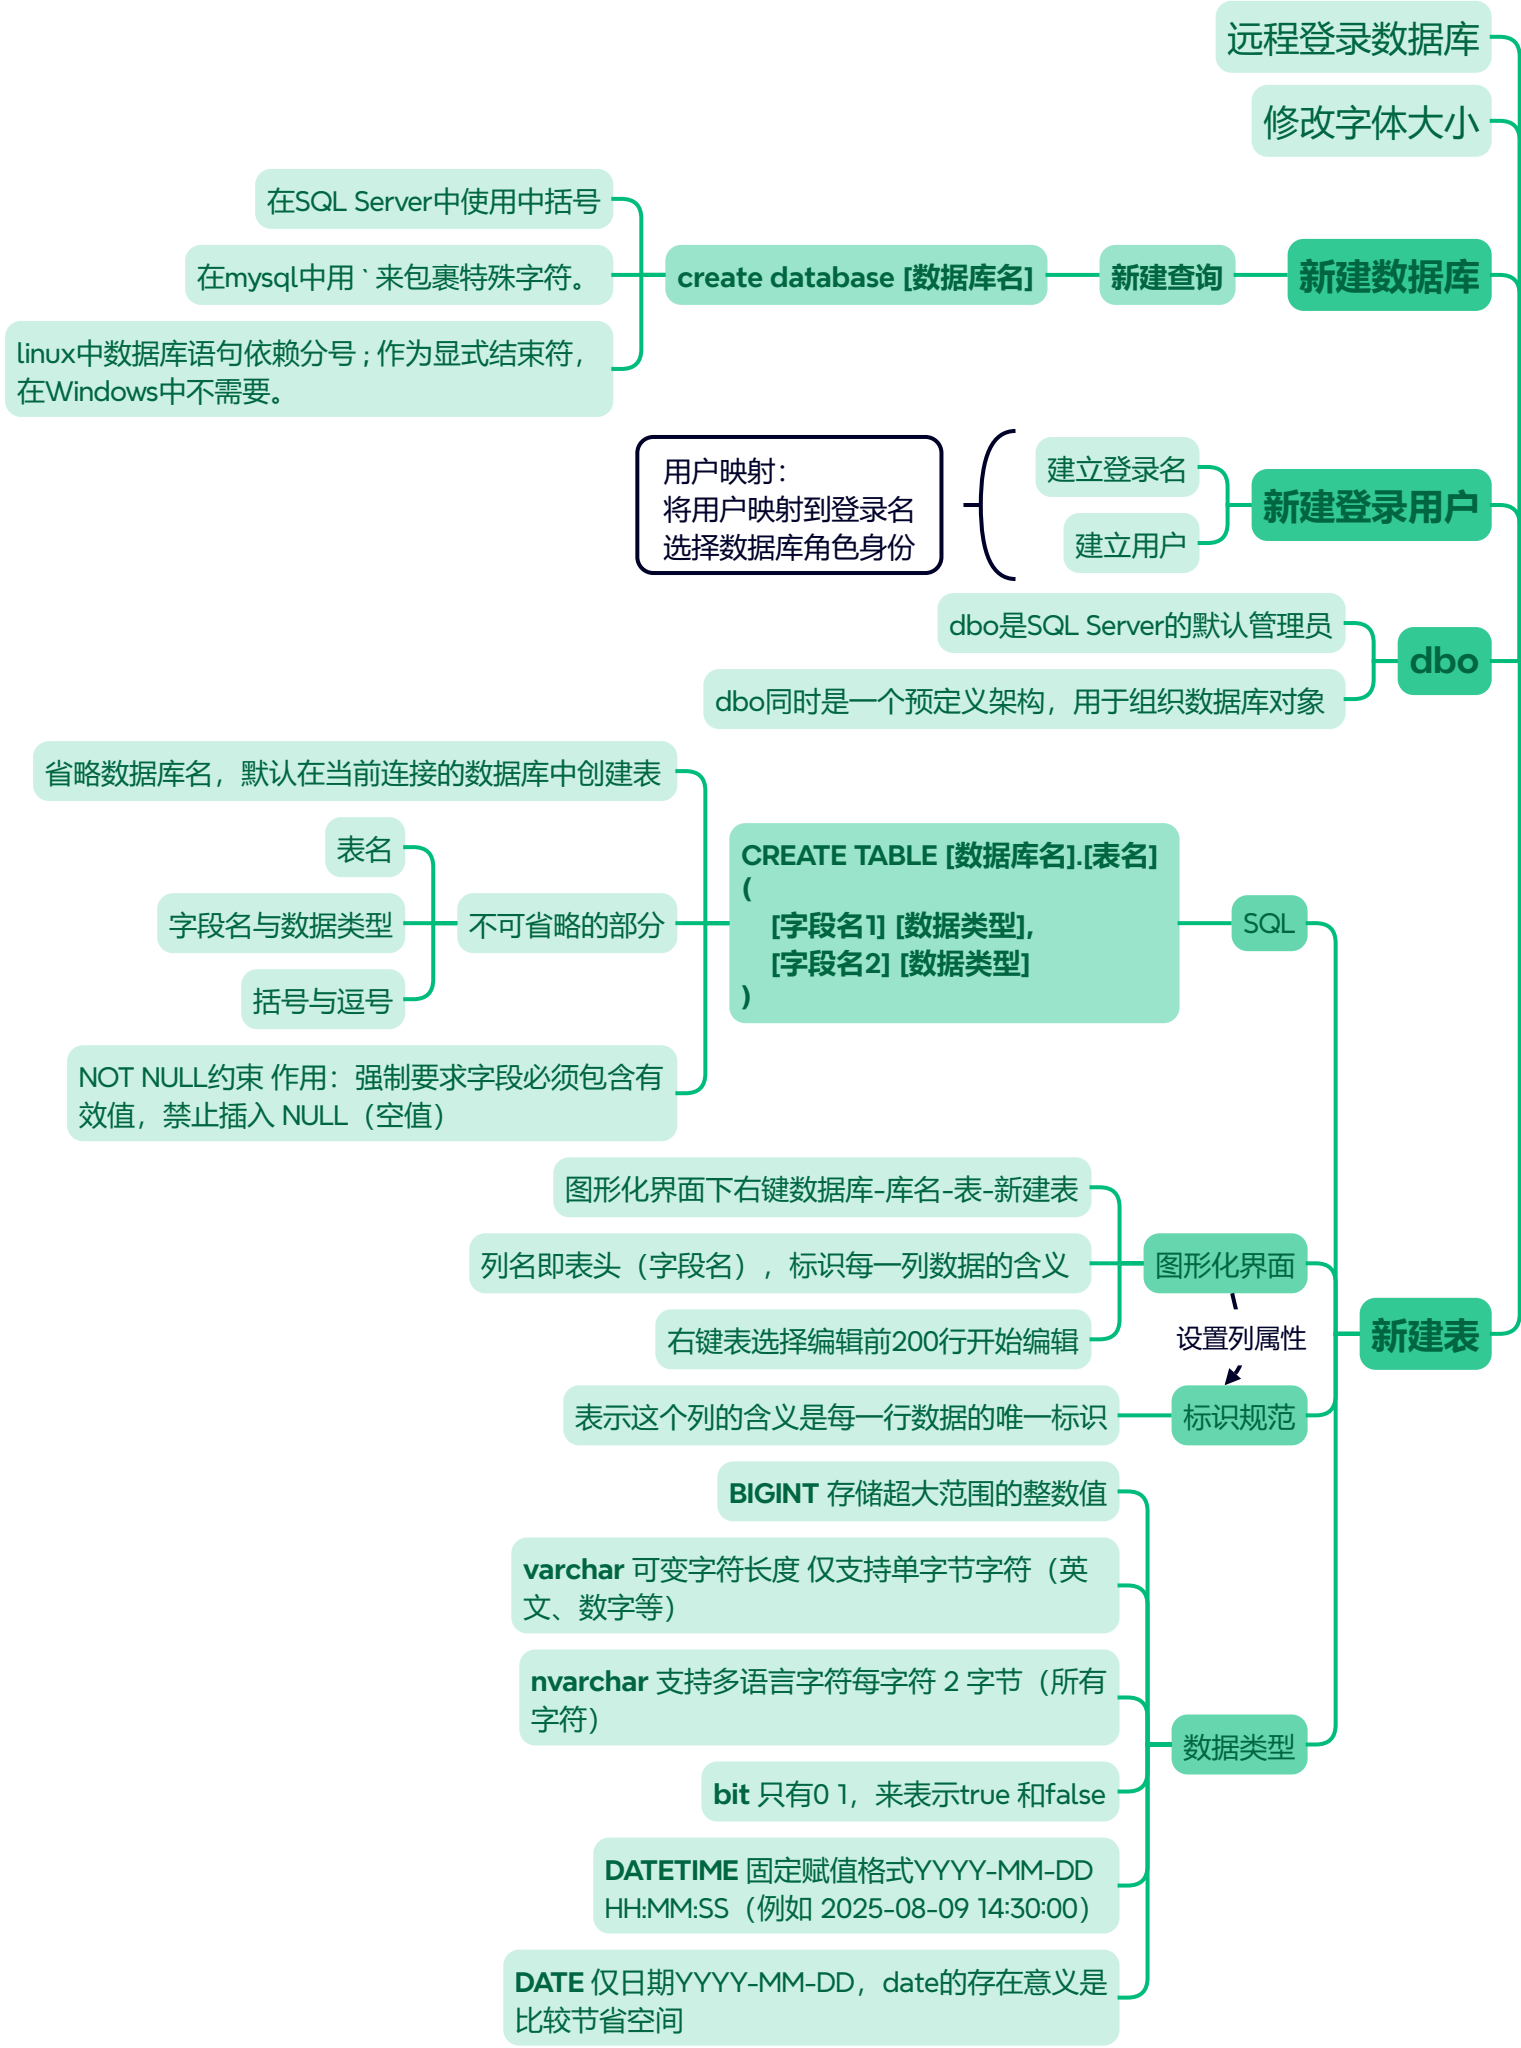 远程登录数据库
修改字体大小
新建数据库
新建查询
create database [数据库名]
在SQL Server中使用中括号
在mysql中用 ` 来包裹特殊字符。
linux中数据库语句依赖分号 ; 作为显式结束符，
在Windows中不需要。
新建登录用户
建立登录名
建立用户
用户映射：
将用户映射到登录名
选择数据库角色身份
dbo
dbo是SQL Server的默认管理员
dbo同时是一个预定义架构，用于组织数据库对象
新建表
SQL
CREATE TABLE [数据库名].[表名]
(
[字段名1] [数据类型],
[字段名2] [数据类型]
)
省略数据库名，默认在当前连接的数据库中创建表
不可省略的部分
表名
字段名与数据类型
括号与逗号
NOT NULL约束 作用：强制要求字段必须包含有
效值，禁止插入 NULL（空值）
图形化界面
图形化界面下右键数据库-库名-表-新建表
列名即表头（字段名），标识每一列数据的含义
右键表选择编辑前200行开始编辑
设置列属性
标识规范
表示这个列的含义是每一行数据的唯一标识
数据类型
BIGINT 存储超大范围的整数值
varchar 可变字符长度 仅支持单字节字符（英
文、数字等）
nvarchar 支持多语言字符每字符 2 字节（所有
字符）
bit 只有0 1，来表示true 和false
DATETIME 固定赋值格式YYYY-MM-DD
HH:MM:SS（例如 2025-08-09 14:30:00）
DATE 仅日期YYYY-MM-DD，date的存在意义是
比较节省空间